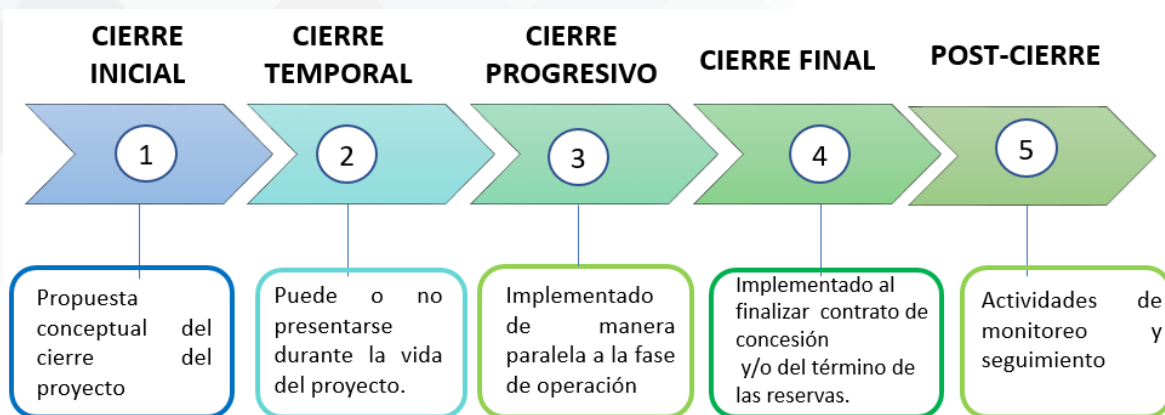 CIERRE
INICIAL
CIERRE
TEMPORAL
CIERRE
PROGRESIVO
CIERRE FINAL
POST-CIERRE
1
2
3
4
5
Propuesta
conceptual del
cierre del
proyecto
Puede o no
presentarse
durante la vida
del proyecto.
Implementado
de manera
paralela a la fase
de operación
Implementado al
finalizar contrato de
concesión
y/o del término de
las reservas.
Actividades de
monitoreo y
seguimiento